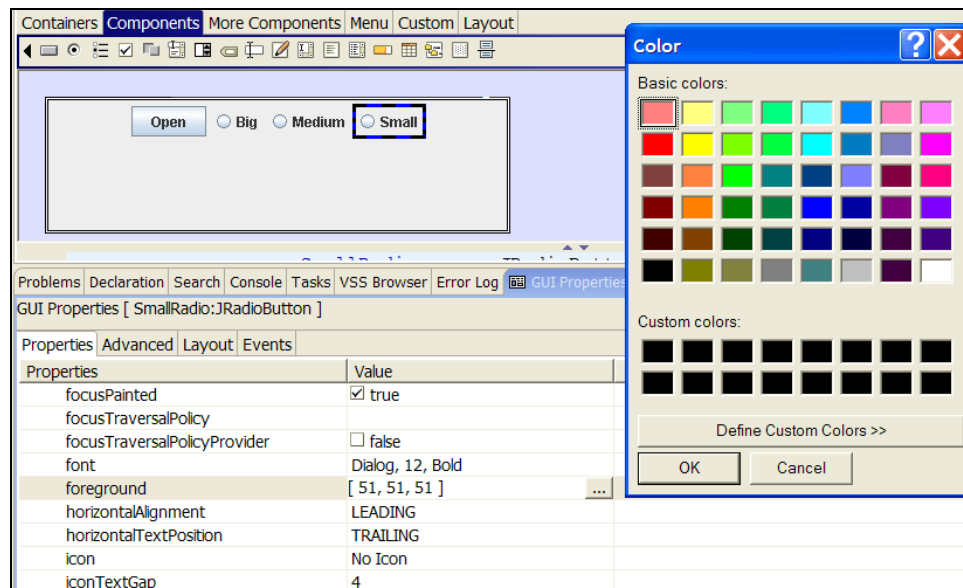 Containers Components More Components Menu Custom Layout
Color
Basic colors:
Open Big Medium Small
Problems Declaration Search Console Tasks VSS Browser Error Log GUI Properties
GUI Properties [ SmallRadio:JRadioButton ]
Custom colors:
Properties Advanced Layout Events
Properties Value
focusPainted true
focusTraversalPolicy
focusTraversalPolicyProvider false
Define Custom Colors >>
font Dialog, 12, Bold
OK Cancel
foreground [ 51, 51, 51 ] ...
horizontalAlignment LEADING
horizontalTextPosition TRAILING
icon No Icon
iconTextGap 4